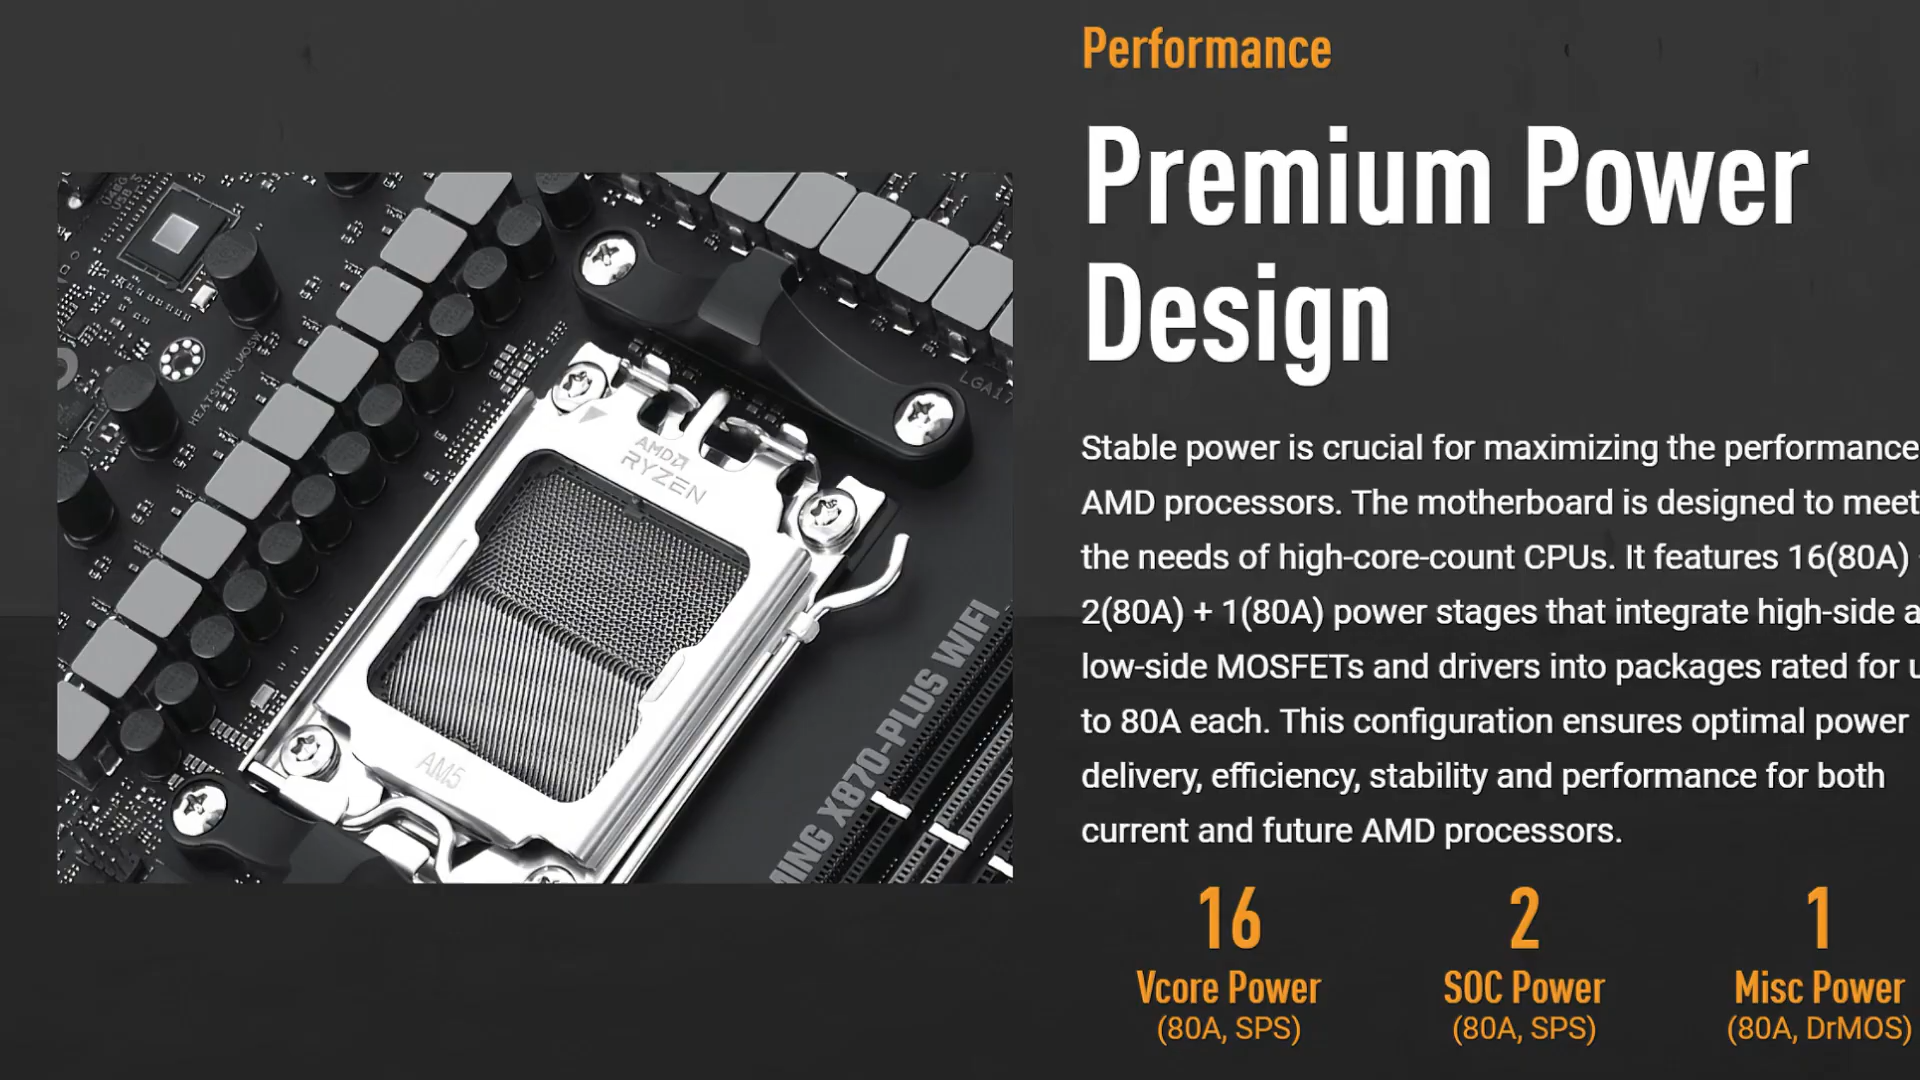 Performance
Premium Power
Design
Stable power is crucial for maximizing the performance
AMD processors. The motherboard is designed to meet
the needs of high-core-count CPUs. It features 16(80A)
2(80A) + 1(80A) power stages that integrate high-side a
low-side MOSFETs and drivers into packages rated for u
to 80A each. This configuration ensures optimal power
delivery, efficiency, stability and performance for both
current and future AMD processors.
16
2
1
Vcore Power
SOC Power
Misc Power
(80A, SPS)
(80A, SPS)
(80A, DrMOS)
HEATSINK_MOSW
LGA17
AMD
RYZEN
AM5
MING X870-PLUS WIFI